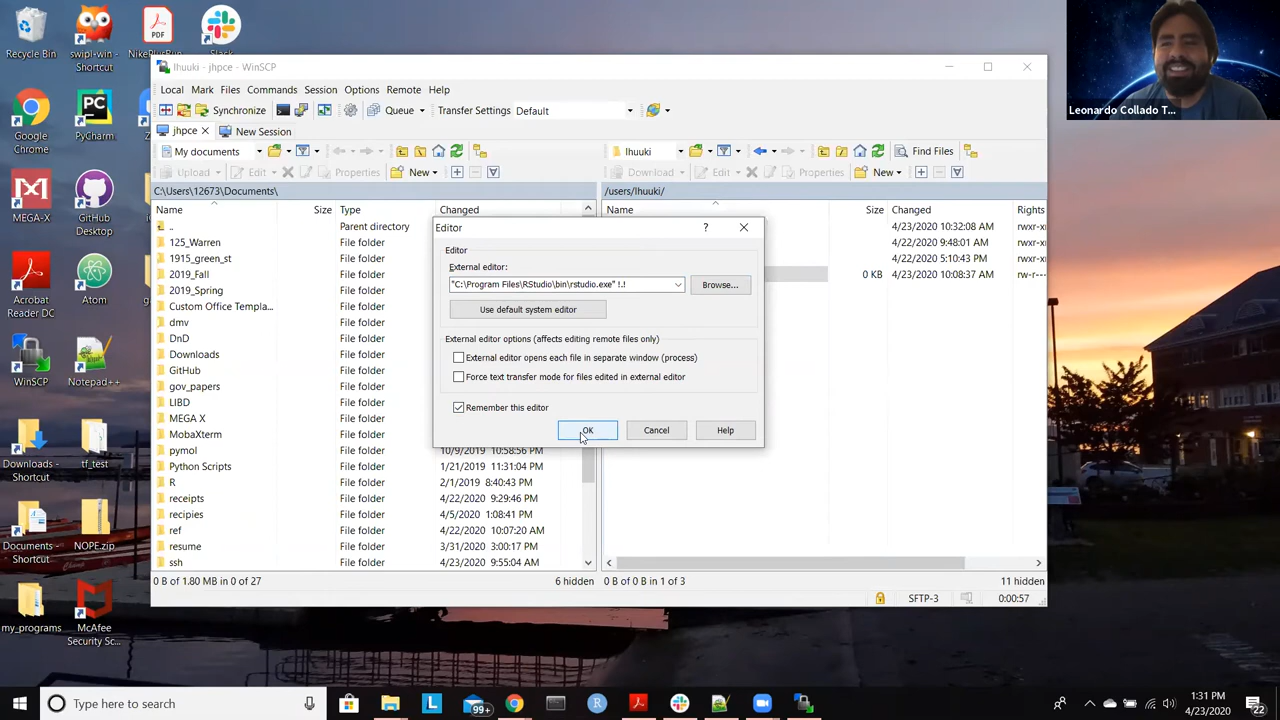 Recycle Bin
swipl-win -
Shortcut
NikePlusRun...
Slack
Google
Chrome
PyCharm
MEGA-X
GitHub
Desktop
Acrobat
Reader DC
Atom
WinSCP
Notepad++
Downloads -
Shortcut
tf_test
Documents -
Shortcut
NOPE.zip
my_programs
McAfee
Security Sc...
lhuuki - jhpce - WinSCP
Local Mark Files Commands Session Options Remote Help
Synchronize
Queue
Transfer Settings Default
jhpce
New Session
My documents
Upload
Edit
Properties
New
lhuuki
Find Files
Download
Edit
Properties
New
C:\Users\12673\Documents\
/users/lhuuki/
Name Size Type Changed
.. Parent directory
125_Warren File folder
1915_green_st File folder
2019_Fall File folder
2019_Spring File folder
Custom Office Templa... File folder
dmv File folder
DnD File folder
Downloads File folder
GitHub File folder
gov_papers File folder
LIBD File folder
MEGA X File folder
MobaXterm File folder
pymol File folder 10/9/2019 10:58:56 PM
Python Scripts File folder 1/21/2019 11:31:04 PM
R File folder 2/1/2019 8:40:43 PM
receipts File folder 4/22/2020 9:29:46 PM
recipies File folder 4/5/2020 1:08:41 PM
ref File folder 4/22/2020 10:07:20 AM
resume File folder 3/31/2020 3:00:17 PM
ssh File folder 4/23/2020 9:55:04 AM
Name Size Changed Rights
4/23/2020 10:32:08 AM rwxr-x
4/22/2020 9:48:01 AM rwxr-x
4/22/2020 5:10:43 PM rwxr-x
0 KB 4/23/2020 10:08:37 AM rw-r---
Editor
Editor
External editor:
"C:\Program Files\RStudio\bin\rstudio.exe" !.!
Browse...
Use default system editor
External editor options (affects editing remote files only)
External editor opens each file in separate window (process)
Force text transfer mode for files edited in external editor
Remember this editor
OK Cancel Help
0 B of 1.80 MB in 0 of 27
6 hidden
0 B of 0 B in 1 of 3
11 hidden
SFTP-3
0:00:57
Leonardo Collado T...
Type here to search
99+
1:31 PM
4/23/2020
22